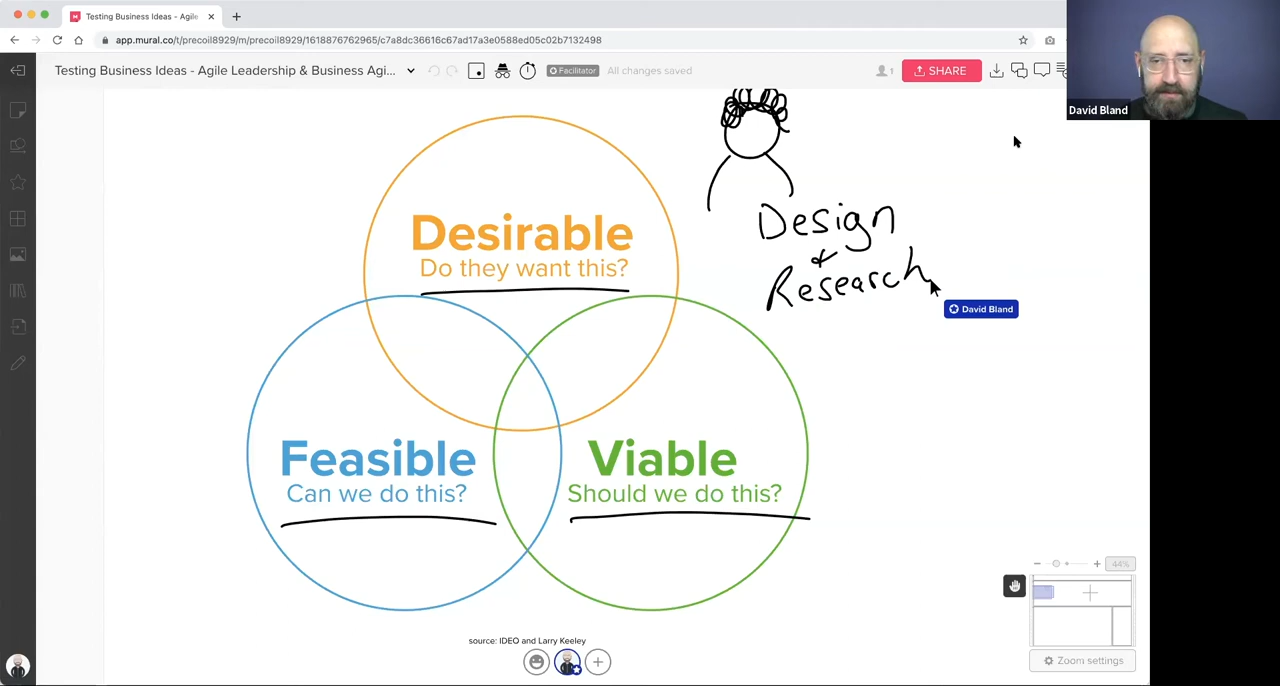 Testing Business Ideas - Agile
app.mural.co/t/precoil8929/m/precoil8929/1618876762965/c7a8dc36616c67ad17a3e0588ed05c02b7132498
Testing Business Ideas - Agile Leadership & Business Agi...
Facilitator
All changes saved
1
SHARE
David Bland
Desirable
Do they want this?
Design
&
Research
David Bland
Feasible
Can we do this?
Viable
Should we do this?
44%
source: IDEO and Larry Keeley
Zoom settings